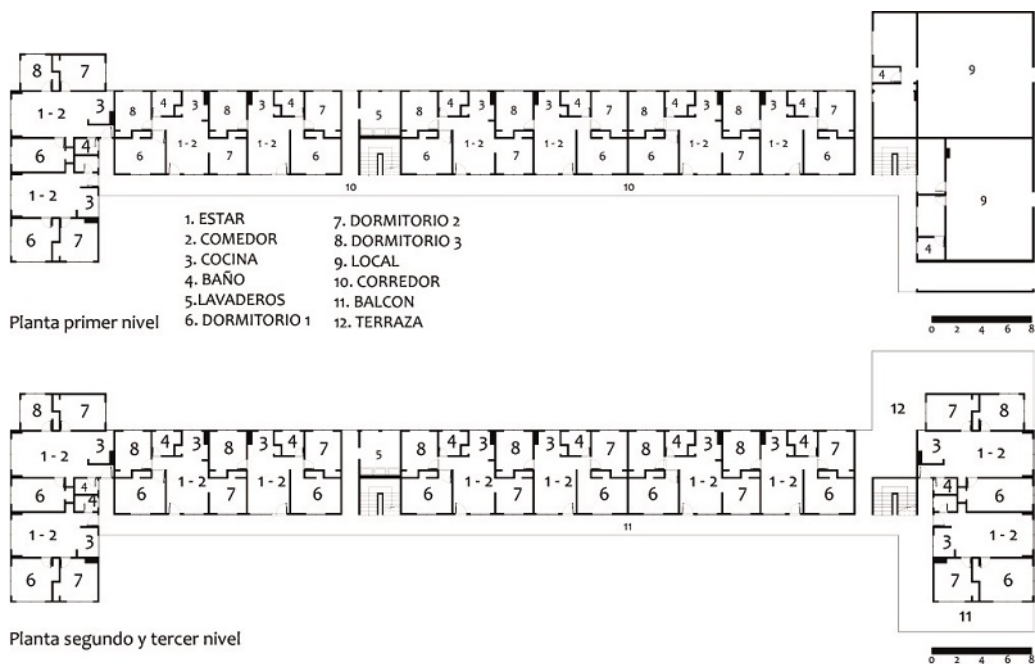 8 7 4 9
1 - 2 3 8 4 3 8 3 4 7 5 8 4 3 8 3 4 7 8 4 3 8 3 4 7
6 4 6 1-2 7 1-2 6 6 1-2 7 1-2 6 6 1-2 7 1-2 6
1 - 2 3 10 10 9
6 7 4
1. ESTAR
2. COMEDOR
3. COCINA
4. BAÑO
5. LAVADEROS
6. DORMITORIO 1
7. DORMITORIO 2
8. DORMITORIO 3
9. LOCAL
10. CORREDOR
11. BALCON
12. TERRAZA
Planta primer nivel
0 2 4 6 8
8 7 12 7 8
1 - 2 3 8 4 3 8 3 4 7 5 8 4 3 8 3 4 7 8 4 3 8 3 4 7 3 1 - 2
6 4 4 6 1-2 7 1-2 6 6 1-2 7 1-2 6 6 1-2 7 1-2 6 4 6
1 - 2 3 11 3 1 - 2
6 7 7 6
11
Planta segundo y tercer nivel
0 2 4 6 8